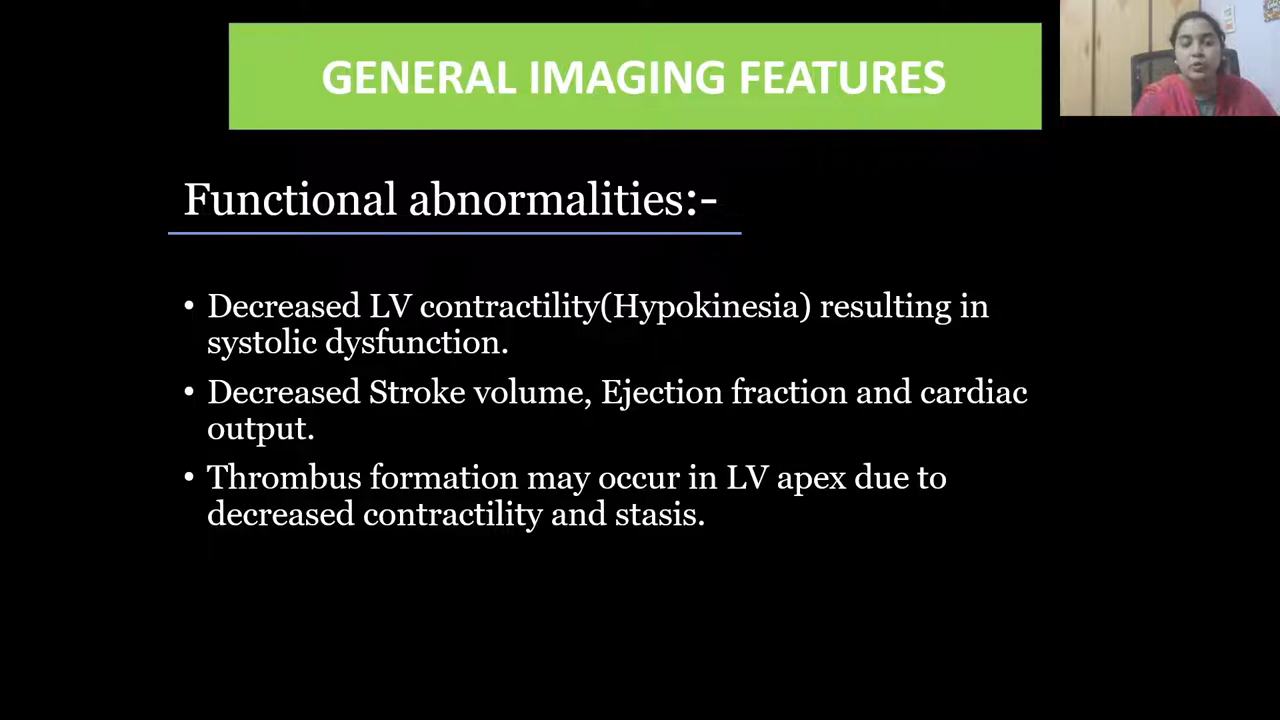 GENERAL IMAGING FEATURES
Functional abnormalities:-
• Decreased LV contractility(Hypokinesia) resulting in
systolic dysfunction.
• Decreased Stroke volume, Ejection fraction and cardiac
output.
• Thrombus formation may occur in LV apex due to
decreased contractility and stasis.